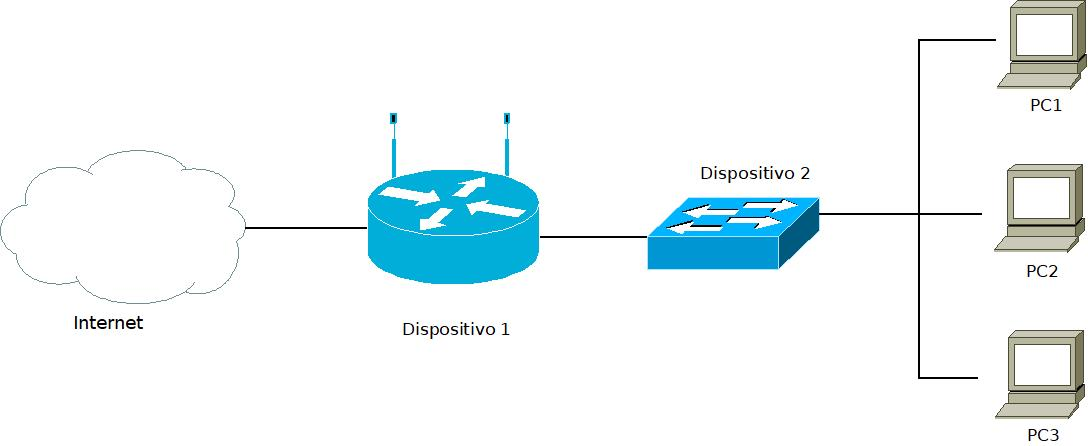 Internet
Dispositivo 1
Dispositivo 2
PC1
PC2
PC3